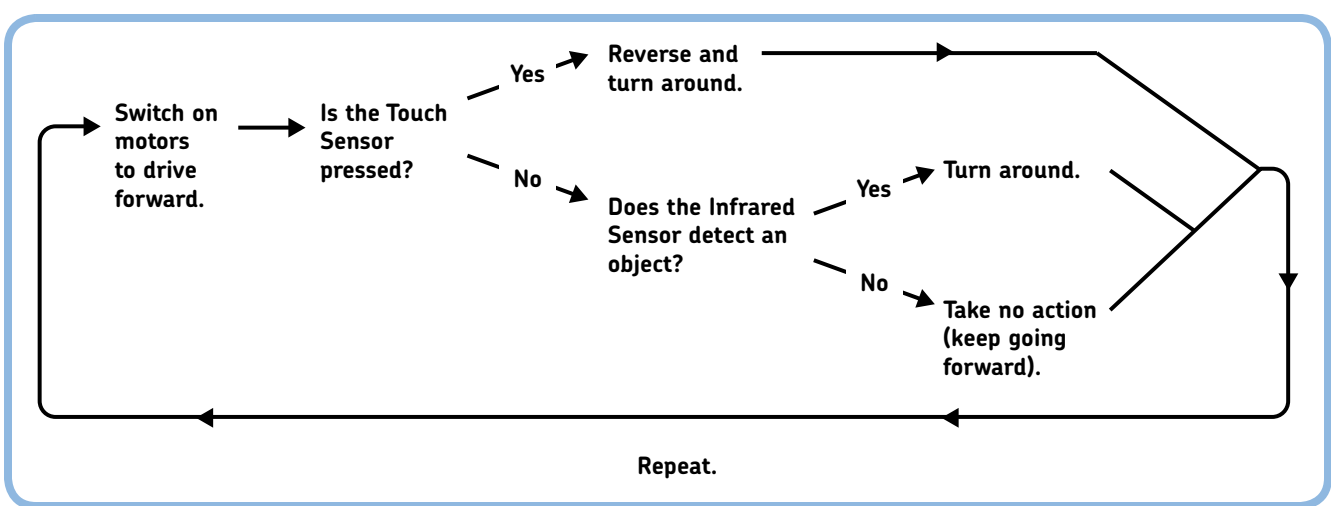 Switch on
motors
to drive
forward.
Is the Touch
Sensor
pressed?
Yes
Reverse and
turn around.
No
Does the Infrared
Sensor detect an
object?
Yes
Turn around.
No
Take no action
(keep going
forward).
Repeat.